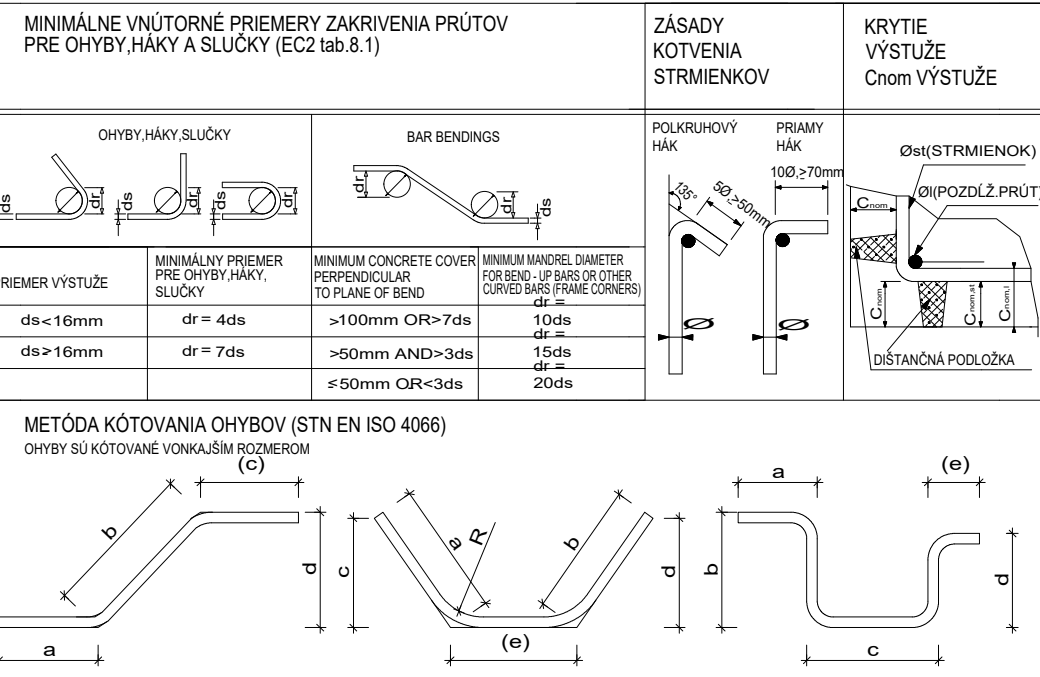 MINIMÁLNE VNÚTORNÉ PRIEMERY ZAKRIVENIA PRÚTOV
PRE OHYBY,HÁKY A SLUČKY (EC2 tab.8.1)
ZÁSADY
KOTVENIA
STRMIENKOV
KRYTIE
VÝSTUŽE
Cnom VÝSTUŽE
OHYBY,HÁKY,SLUČKY
ds
dr
ds
dr
ds
dr
BAR BENDINGS
dr
dr
ds
POLKRUHOVÝ
HÁK
PRIAMY
HÁK
10Ø,≥70mm
135°
5Ø,≥50mm
Ø
Ø
Øst(STRMIENOK)
Øl(POZDĹŽ.PRÚT)
Cnom
Cnom
Cnom,st
Cnom,l
DIŠTANČNÁ PODLOŽKA
RIEMER VÝSTUŽE
MINIMÁLNY PRIEMER
PRE OHYBY,HÁKY,
SLUČKY
MINIMUM CONCRETE COVER
PERPENDICULAR
TO PLANE OF BEND
MINIMUM MANDREL DIAMETER
FOR BEND - UP BARS OR OTHER
CURVED BARS (FRAME CORNERS)
ds<16mm
dr = 4ds
>100mm OR>7ds
dr =
10ds
ds≥16mm
dr = 7ds
>50mm AND>3ds
dr =
15ds
≤50mm OR<3ds
dr =
20ds
METÓDA KÓTOVANIA OHYBOV (STN EN ISO 4066)
OHYBY SÚ KÓTOVANÉ VONKAJŠÍM ROZMEROM
(c)
b
d
a
c
a
R
b
d
(e)
a
(e)
b
d
c